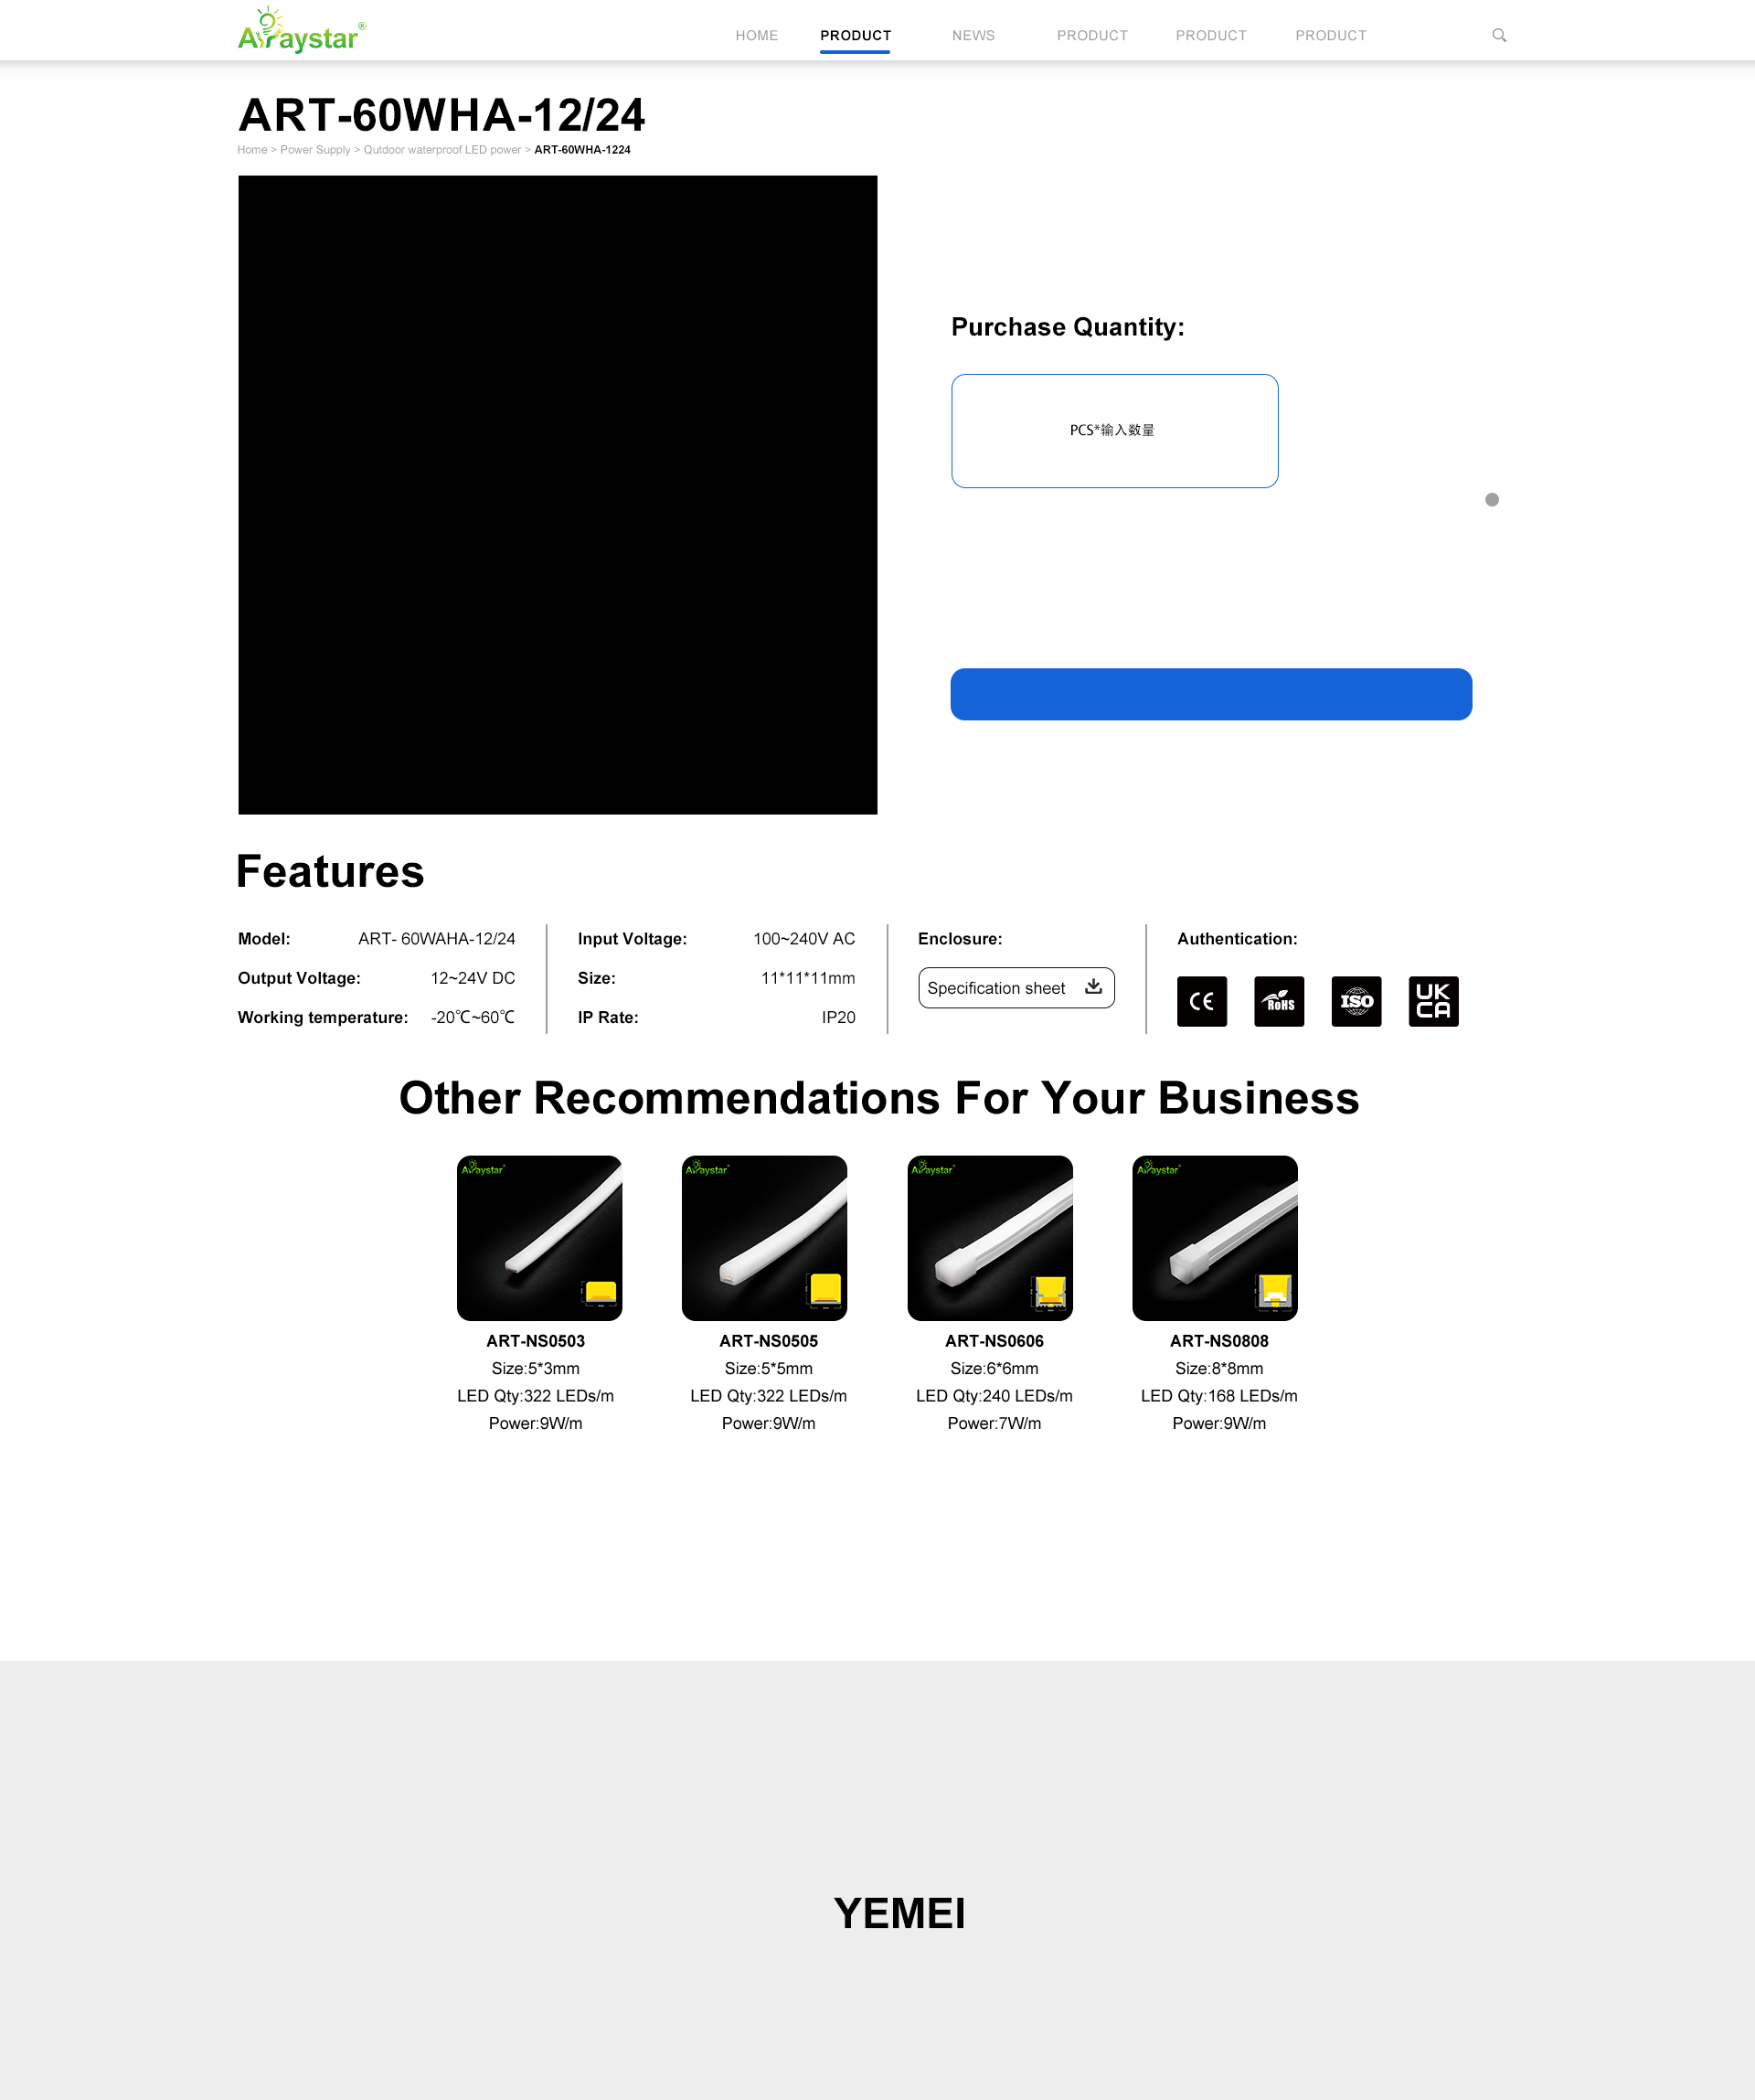 Arraystar®
HOME PRODUCT NEWS PRODUCT PRODUCT PRODUCT
ART-60WHA-12/24
Home > Power Supply > Qutdoor waterproof LED power > ART-60WHA-1224
Purchase Quantity:
PCS*输入数量
Features
Model: ART- 60WAHA-12/24
Output Voltage: 12~24V DC
Working temperature: -20℃~60℃
Input Voltage: 100~240V AC
Size: 11*11*11mm
IP Rate: IP20
Enclosure:
Specification sheet
Authentication:
CE RoHS ISO UK
CA
Other Recommendations For Your Business
Arraystar® Arraystar® Arraystar® Arraystar®
ART-NS0503
Size:5*3mm
LED Qty:322 LEDs/m
Power:9W/m
ART-NS0505
Size:5*5mm
LED Qty:322 LEDs/m
Power:9W/m
ART-NS0606
Size:6*6mm
LED Qty:240 LEDs/m
Power:7W/m
ART-NS0808
Size:8*8mm
LED Qty:168 LEDs/m
Power:9W/m
YEMEI